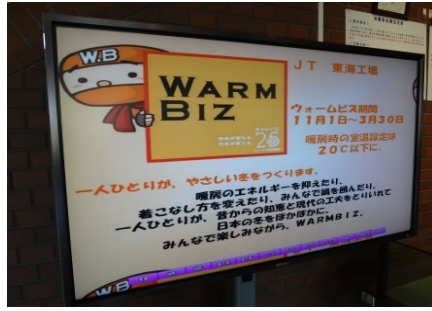 W.B
WARM
BIZ
25
JT 東海工場
ウォームビズ期間
11月1日~3月30日
暖房時の室温設定は
20C以下に。
一人ひとりが、やさしい冬をつくります。
暖房のエネルギーを抑えたり、
着こなし方を変えたり、みんなで鍋を囲んだり、
一人ひとりが、昔からの知恵と現代の工夫をとりいれて
日本の冬をぽかぽかに。
みんなで楽しみながら、WARMBIZ.
W.B